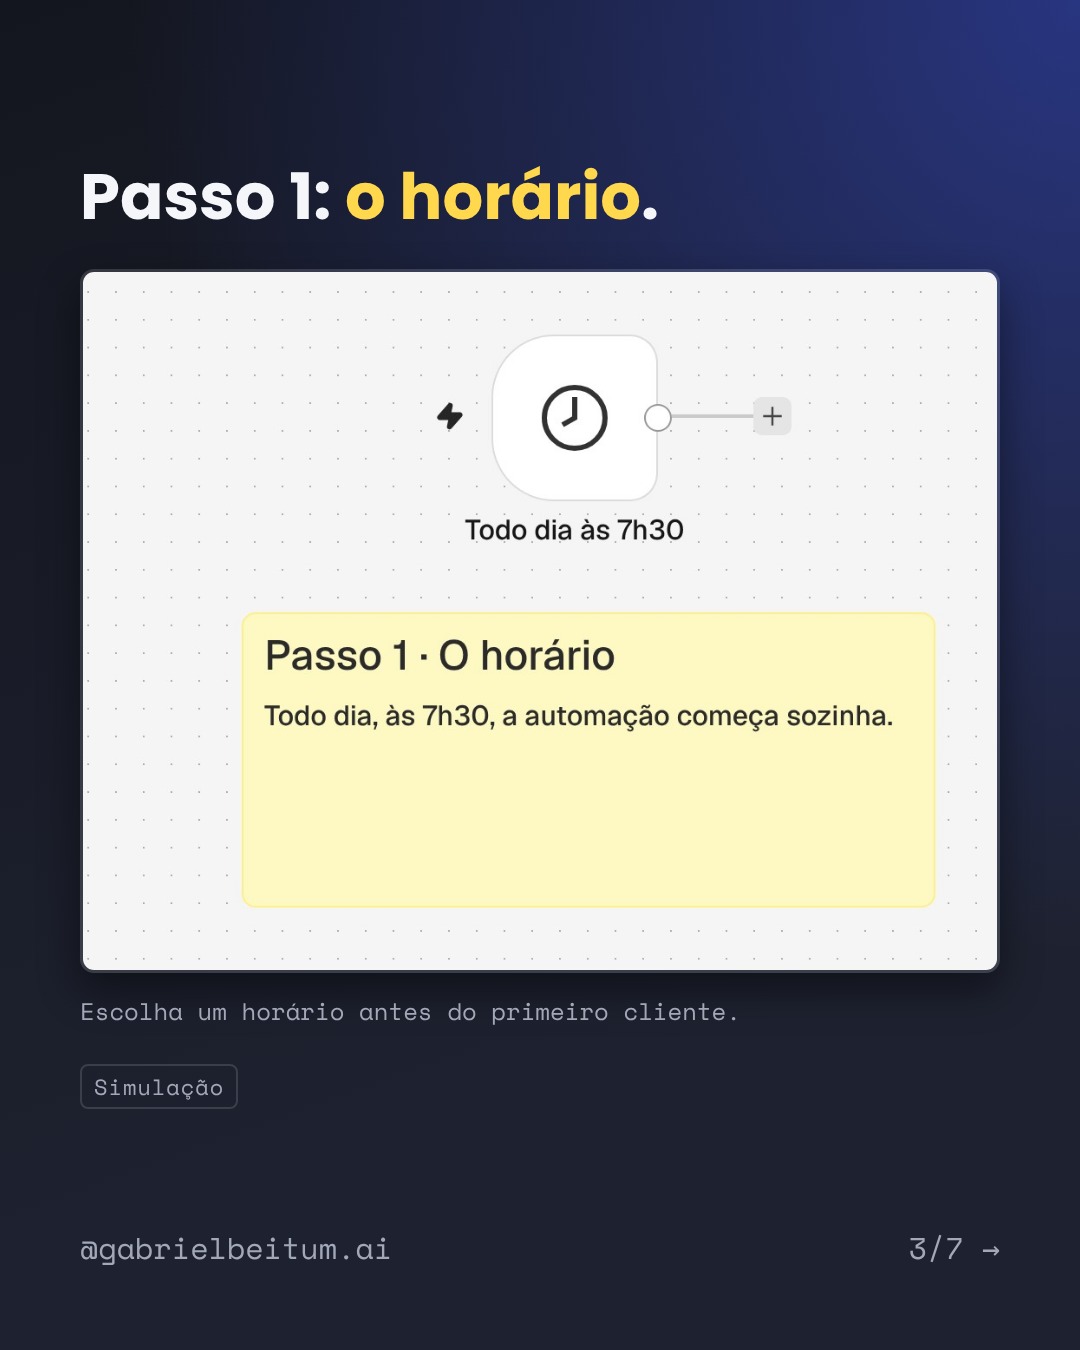 Passo 1: o horário.
Todo dia às 7h30
Passo 1 · O horário
Todo dia, às 7h30, a automação começa sozinha.
Escolha um horário antes do primeiro cliente.
Simulação
@gabrielbeitum.ai
3/7 →